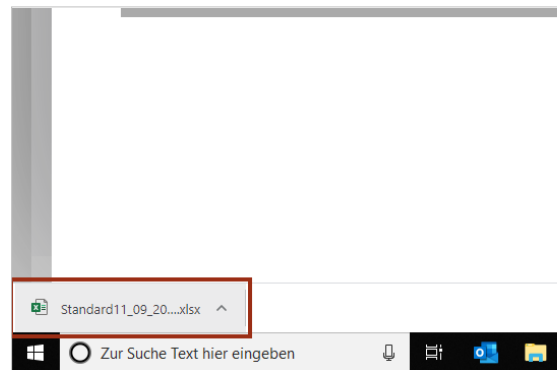 Standard11_09_20....xlsx
Zur Suche Text hier eingeben